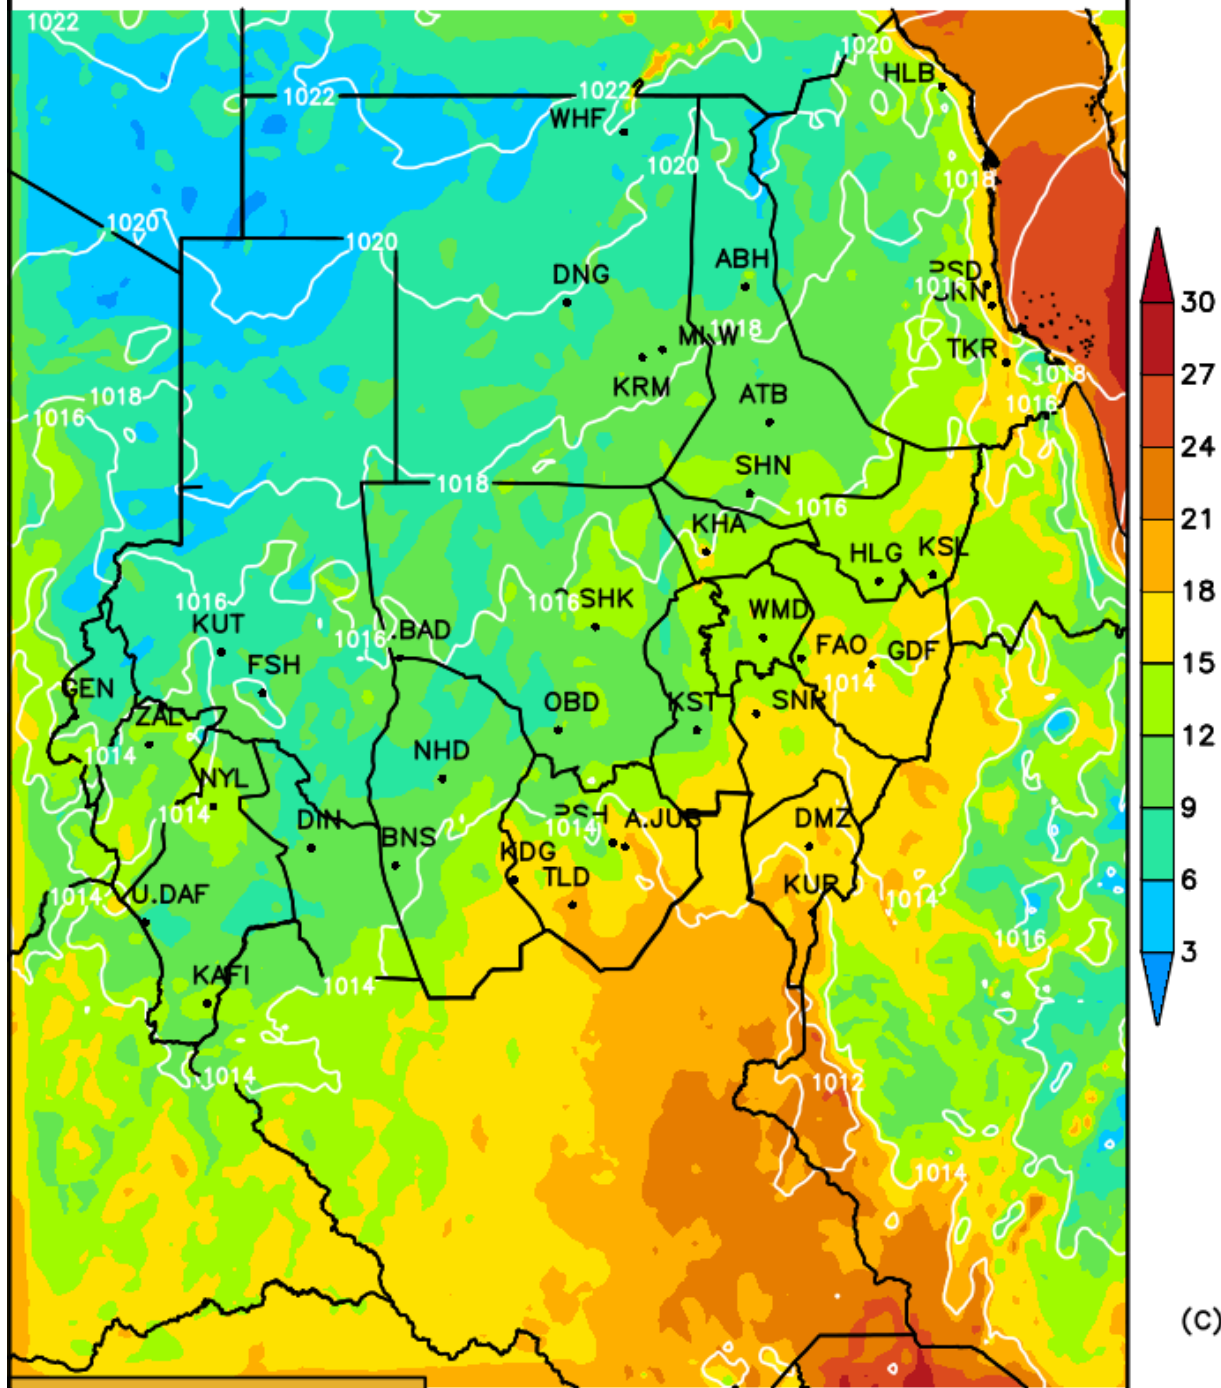 1022
1020
HLB
1022
1022
WHF
1020
1018
1020
1020
ABH
DNG
1016
30
1018
MLW
TKR
27
1018
KRM
1018
ATB
1016
1016
24
SHN
1018
1016
21
KHA
HLG
KSL
18
1016
1016
SHK
WMD
KUT
1016
BAD
FAO
GDF
15
FSH
GEN
1014
OBD
KST
SNR
ZAL
12
1014
NHD
NYL
9
1014
DIN
A.JUB
DMZ
1014
BNS
KDG
TLD
6
U.DAF
KUR
1014
1014
1016
3
KAFI
1014
1014
1012
1014
(C)